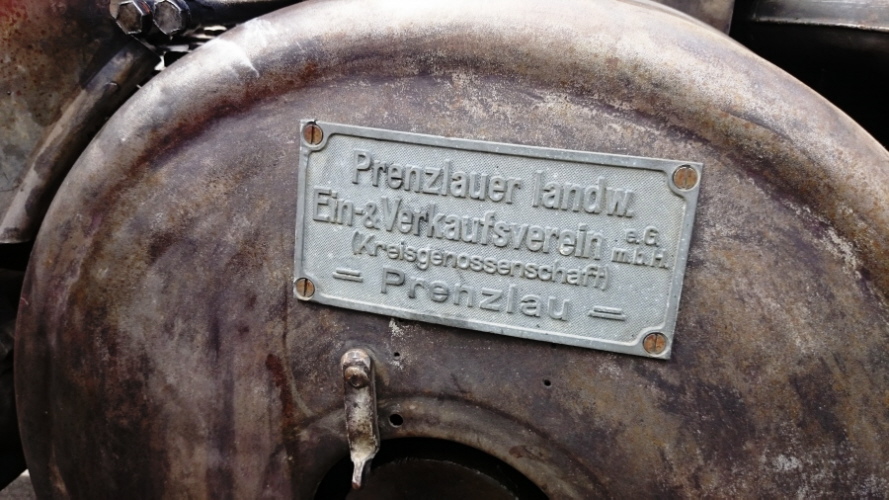 Prenzlauer landw.
Ein-&Verkaufsverein e.G. m.b.H.
(Kreisgenossenschaft)
= Prenzlau =